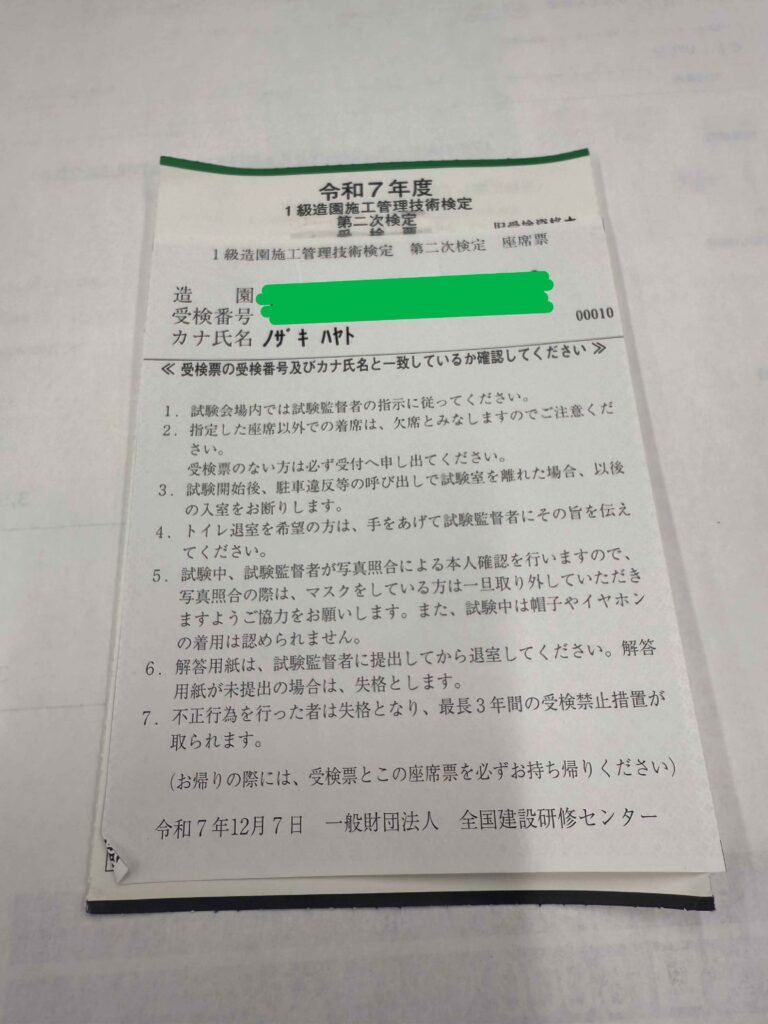 令和７年度
１級造園施工管理技術検定
第二次検定
受 検 票
１級造園施工管理技術検定　第二次検定　座席票
造　　園
受検番号
00010
カナ氏名 ﾉｻﾞｷ ﾊﾔﾄ
≪ 受検票の受検番号及びカナ氏名と一致しているか確認してください ≫
１．試験会場内では試験監督者の指示に従ってください。
２．指定した座席以外での着席は、欠席とみなしますのでご注意くだ
さい。
受検票のない方は必ず受付へ申し出てください。
３．試験開始後、駐車違反等の呼び出しで試験室を離れた場合、以後
の入室をお断りします。
４．トイレ退室を希望の方は、手をあげて試験監督者にその旨を伝え
てください。
５．試験中、試験監督者が写真照合による本人確認を行いますので、
写真照合の際は、マスクをしている方は一旦取り外していただき
ますようご協力をお願いします。また、試験中は帽子やイヤホン
の着用は認められません。
６．解答用紙は、試験監督者に提出してから退室してください。解答
用紙が未提出の場合は、失格とします。
７．不正行為を行った者は失格となり、最長３年間の受検禁止措置が
取られます。
（お帰りの際には、受検票とこの座席票を必ずお持ち帰りください）
令和７年12月７日　一般財団法人　全国建設研修センター